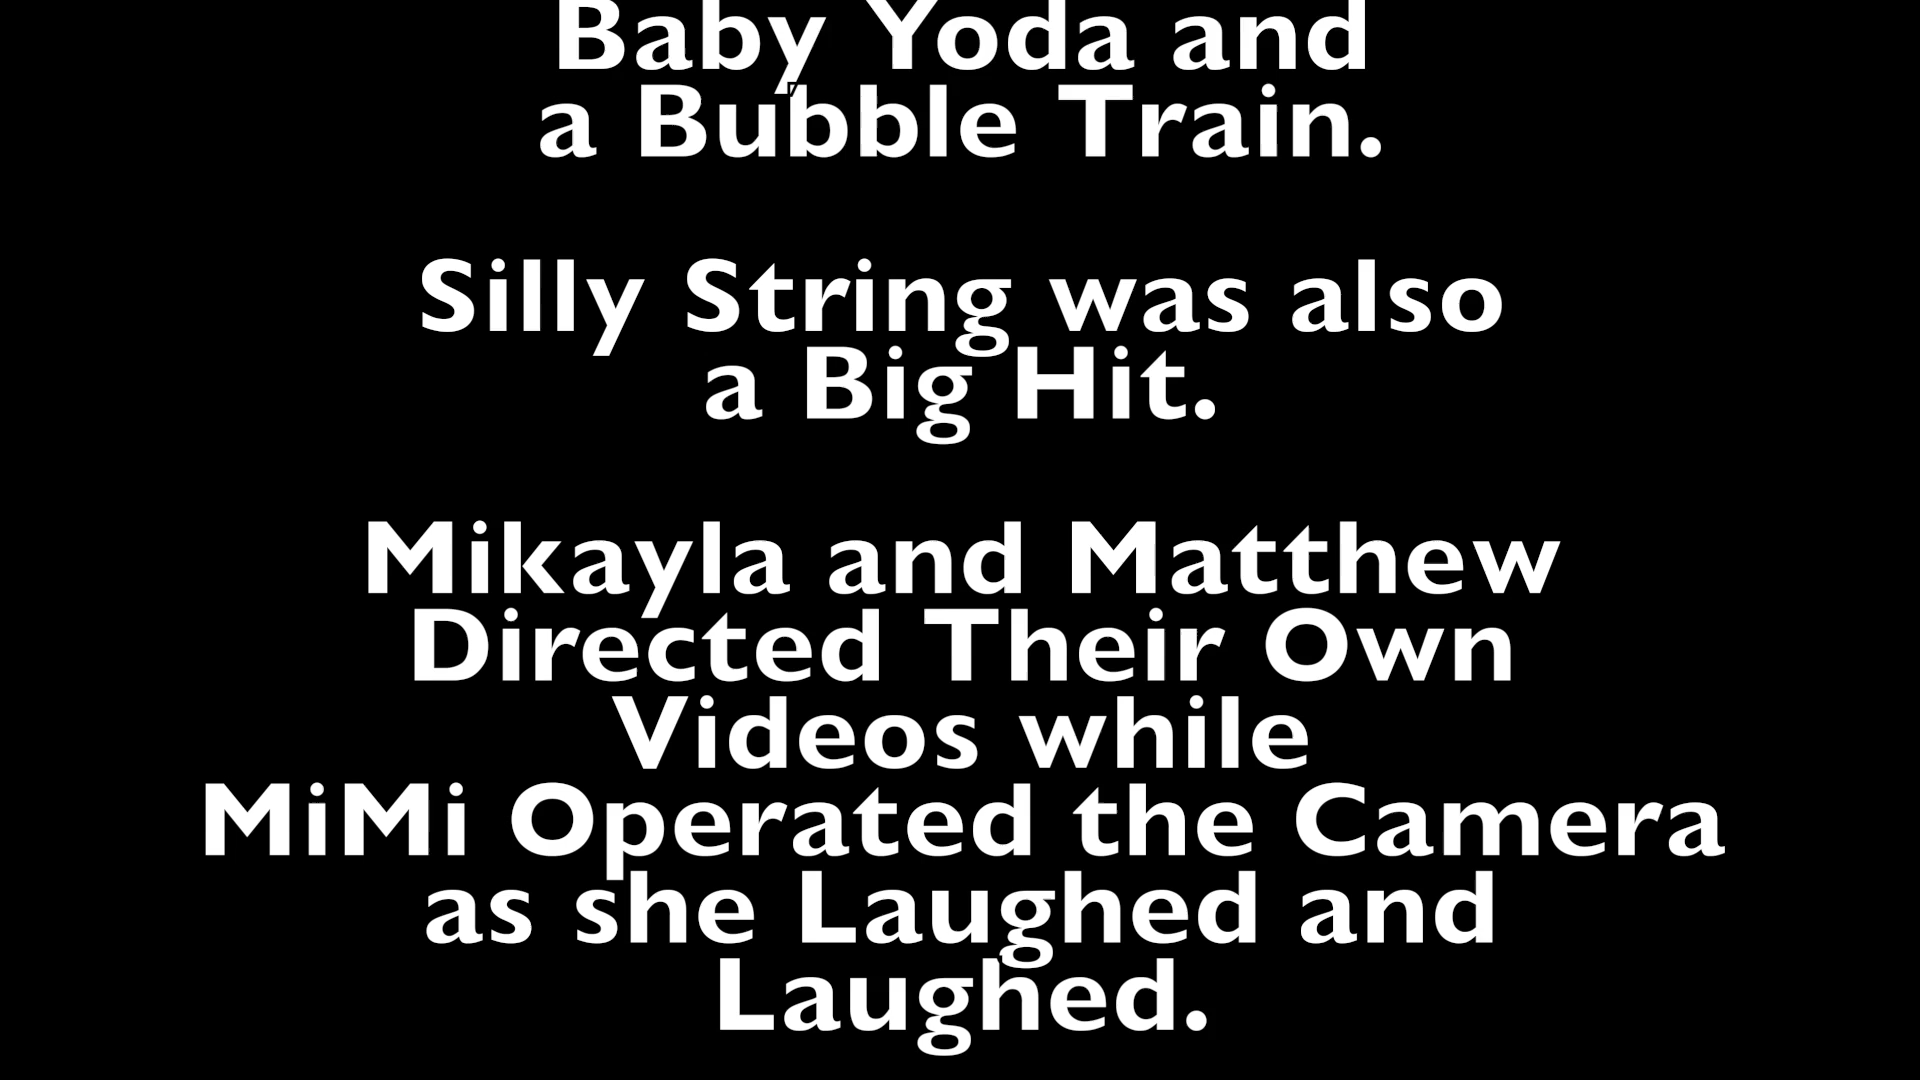 Baby Yoda and
a Bubble Train.
Silly String was also
a Big Hit.
Mikayla and Matthew
Directed Their Own
Videos while
MiMi Operated the Camera
as she Laughed and
Laughed.